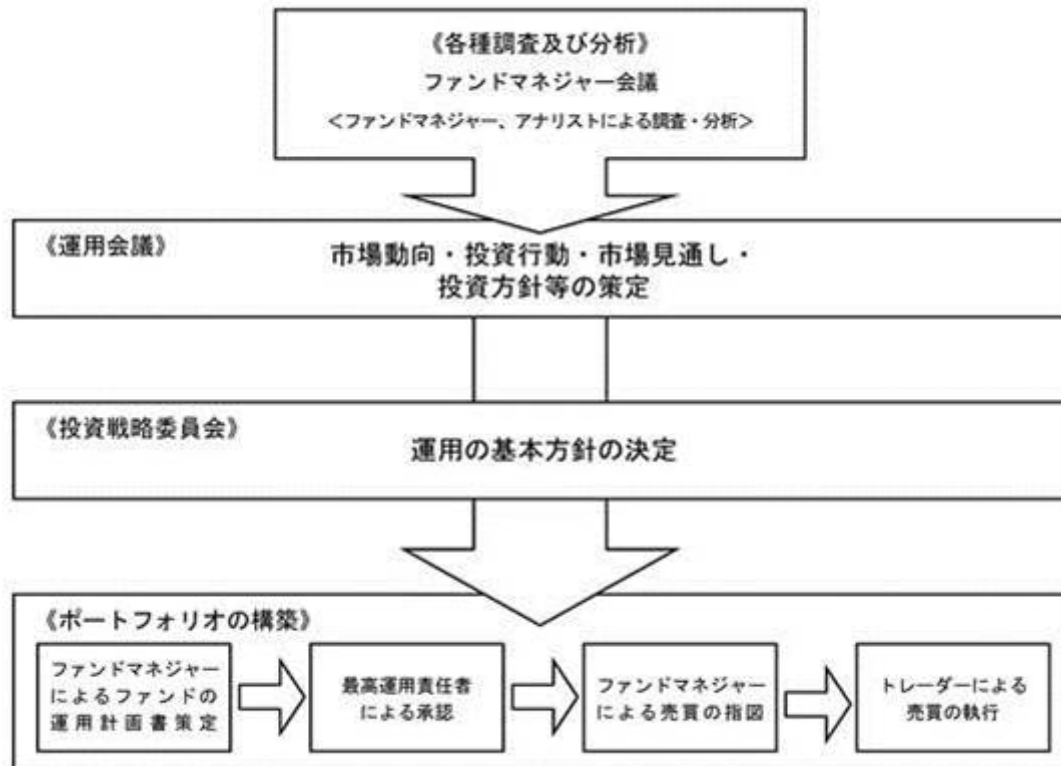 《各種調査及び分析》
ファンドマネジャー会議
<ファンドマネジャー、アナリストによる調査・分析>
《運用会議》
市場動向・投資行動・市場見通し・
投資方針等の策定
《投資戦略委員会》
運用の基本方針の決定
《ポートフォリオの構築》
ファンドマネジャー
によるファンドの
運用計画書策定
最高運用責任者
による承認
ファンドマネジャー
による売買の指図
トレーダーによる
売買の執行